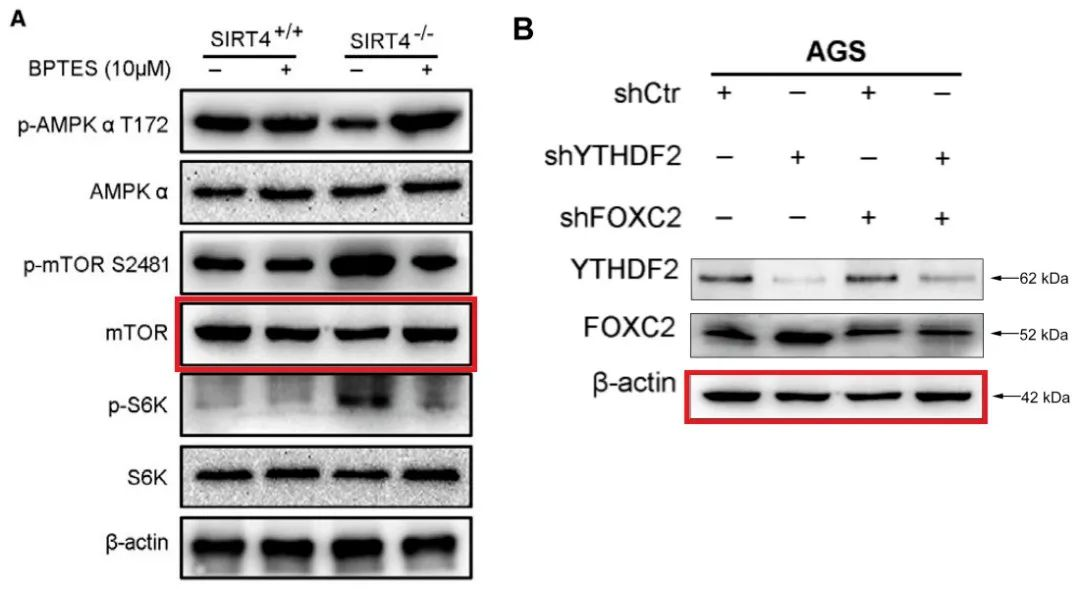 A
SIRT4+/+ SIRT4-/-
BPTES (10μM) – + – +
p-AMPK α T172
AMPK α
p-mTOR S2481
mTOR
p-S6K
S6K
β-actin
B
AGS
shCtr + – + –
shYTHDF2 – + – +
shFOXC2 – – + +
YTHDF2 62 kDa
FOXC2 52 kDa
β-actin 42 kDa